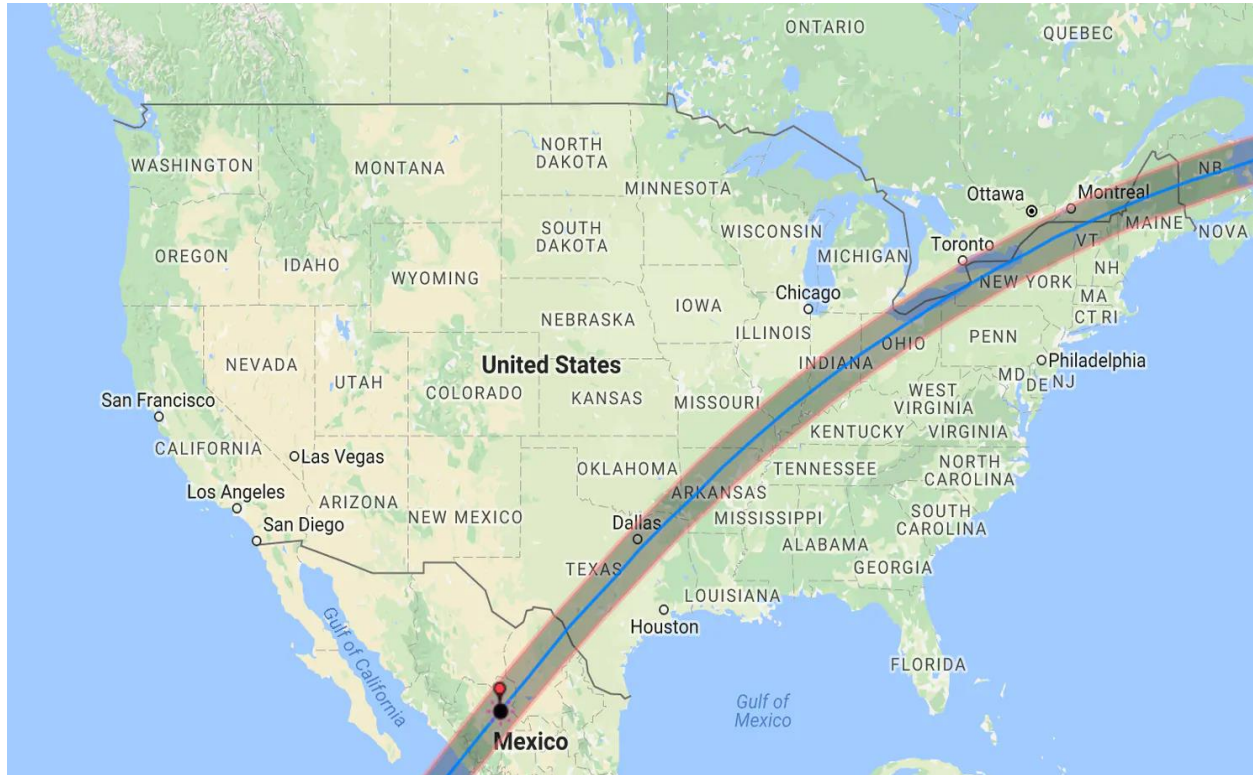 ONTARIO
QUEBEC
WASHINGTON
MONTANA
NORTH
DAKOTA
MINNESOTA
Ottawa
Montreal
NB
MAINE
NOVA
OREGON
IDAHO
WYOMING
SOUTH
DAKOTA
WISCONSIN
MICHIGAN
Toronto
VT
NEW YORK
NH
MA
CT RI
Chicago
IOWA
NEBRASKA
ILLINOIS
INDIANA
OHIO
PENN
Philadelphia
MD
DE
NJ
NEVADA
UTAH
COLORADO
United States
KANSAS
MISSOURI
WEST
VIRGINIA
KENTUCKY
VIRGINIA
San Francisco
CALIFORNIA
Las Vegas
Los Angeles
San Diego
ARIZONA
NEW MEXICO
OKLAHOMA
ARKANSAS
TENNESSEE
NORTH
CAROLINA
SOUTH
CAROLINA
MISSISSIPPI
ALABAMA
GEORGIA
Dallas
TEXAS
LOUISIANA
Houston
FLORIDA
Gulf of California
Gulf of
Mexico
Mexico